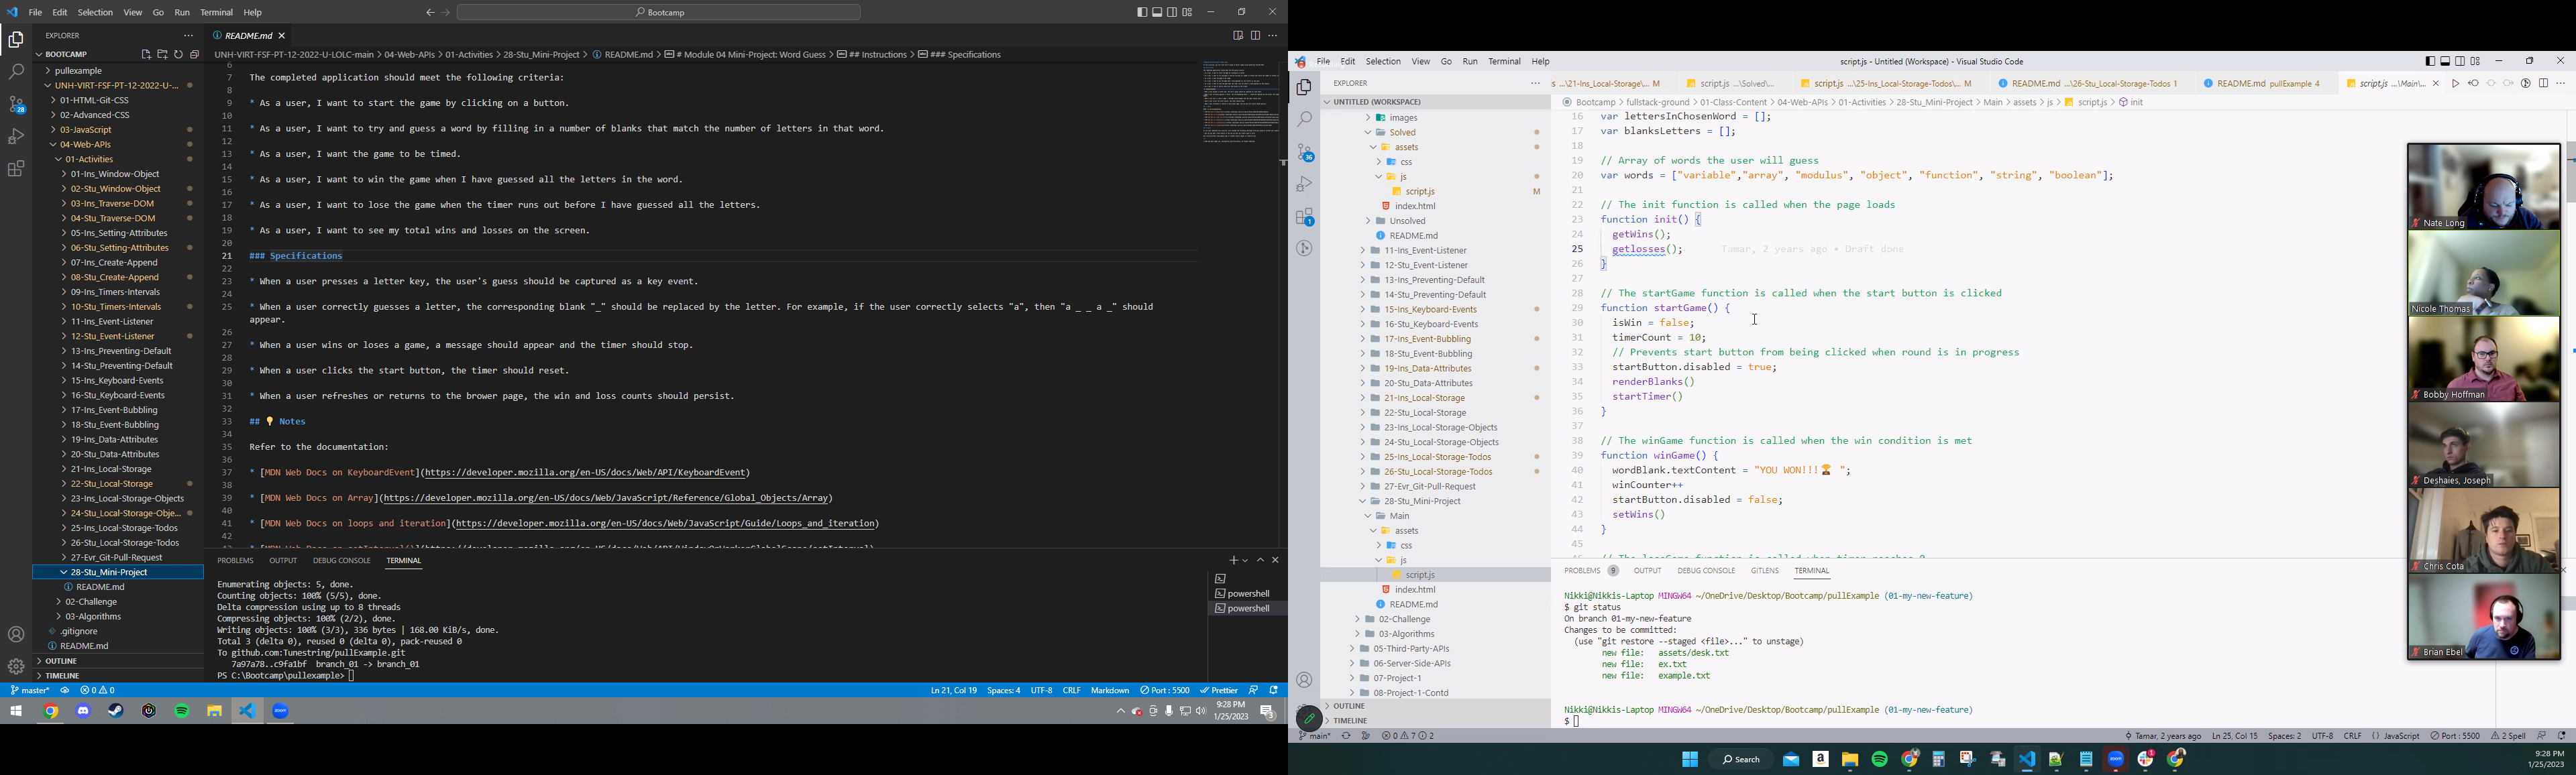 File Edit Selection View Go Run Terminal Help
Bootcamp
EXPLORER
BOOTCAMP
pullexample
UNH-VIRT-FSF-PT-12-2022-U-...
01-HTML-Git-CSS
02-Advanced-CSS
03-JavaScript
04-Web-APIs
01-Activities
01-Ins_Window-Object
02-Stu_Window-Object
03-Ins_Traverse-DOM
04-Stu_Traverse-DOM
05-Ins_Setting-Attributes
06-Stu_Setting-Attributes
07-Ins_Create-Append
08-Stu_Create-Append
09-Ins_Timers-Intervals
10-Stu_Timers-Intervals
11-Ins_Event-Listener
12-Stu_Event-Listener
13-Ins_Preventing-Default
14-Stu_Preventing-Default
15-Ins_Keyboard-Events
16-Stu_Keyboard-Events
17-Ins_Event-Bubbling
18-Stu_Event-Bubbling
19-Ins_Data-Attributes
20-Stu_Data-Attributes
21-Ins_Local-Storage
22-Stu_Local-Storage
23-Ins_Local-Storage-Objects
24-Stu_Local-Storage-Obje...
25-Ins_Local-Storage-Todos
26-Stu_Local-Storage-Todos
27-Evr_Git-Pull-Request
28-Stu_Mini-Project
README.md
02-Challenge
03-Algorithms
.gitignore
README.md
OUTLINE
TIMELINE
28
README.md
UNH-VIRT-FSF-PT-12-2022-U-LOLC-main > 04-Web-APIs > 01-Activities > 28-Stu_Mini-Project > README.md > # Module 04 Mini-Project: Word Guess > ## Instructions > ### Specifications
6
7 The completed application should meet the following criteria:
8
9 * As a user, I want to start the game by clicking on a button.
10
11 * As a user, I want to try and guess a word by filling in a number of blanks that match the number of letters in that word.
12
13 * As a user, I want the game to be timed.
14
15 * As a user, I want to win the game when I have guessed all the letters in the word.
16
17 * As a user, I want to lose the game when the timer runs out before I have guessed all the letters.
18
19 * As a user, I want to see my total wins and losses on the screen.
20
21 ### Specifications
22
23 * When a user presses a letter key, the user's guess should be captured as a key event.
24
25 * When a user correctly guesses a letter, the corresponding blank "_" should be replaced by the letter. For example, if the user correctly selects "a", then "a _ _ a _" should
appear.
26
27 * When a user wins or loses a game, a message should appear and the timer should stop.
28
29 * When a user clicks the start button, the timer should reset.
30
31 * When a user refreshes or returns to the brower page, the win and loss counts should persist.
32
33 ## 💡 Notes
34
35 Refer to the documentation:
36
37 * [MDN Web Docs on KeyboardEvent](https://developer.mozilla.org/en-US/docs/Web/API/KeyboardEvent)
38
39 * [MDN Web Docs on Array](https://developer.mozilla.org/en-US/docs/Web/JavaScript/Reference/Global_Objects/Array)
40
41 * [MDN Web Docs on loops and iteration](https://developer.mozilla.org/en-US/docs/Web/JavaScript/Guide/Loops_and_iteration)
42
PROBLEMS OUTPUT DEBUG CONSOLE TERMINAL
Enumerating objects: 5, done.
Counting objects: 100% (5/5), done.
Delta compression using up to 8 threads
Compressing objects: 100% (2/2), done.
Writing objects: 100% (3/3), 336 bytes | 168.00 KiB/s, done.
Total 3 (delta 0), reused 0 (delta 0), pack-reused 0
To github.com:Tunestring/pullExample.git
7a97a78..c9fa1bf branch_01 -> branch_01
PS C:\Bootcamp\pullexample>
powershell
powershell
master* 0 0 Ln 21, Col 19 Spaces: 4 UTF-8 CRLF Markdown Port : 5500 Prettier
9:28 PM
1/25/2023
3
File Edit Selection View Go Run Terminal Help
script.js - Untitled (Workspace) - Visual Studio Code
EXPLORER
UNTITLED (WORKSPACE)
images
Solved
assets
css
js
script.js M
index.html
Unsolved
README.md
11-Ins_Event-Listener
12-Stu_Event-Listener
13-Ins_Preventing-Default
14-Stu_Preventing-Default
15-Ins_Keyboard-Events
16-Stu_Keyboard-Events
17-Ins_Event-Bubbling
18-Stu_Event-Bubbling
19-Ins_Data-Attributes
20-Stu_Data-Attributes
21-Ins_Local-Storage
22-Stu_Local-Storage
23-Ins_Local-Storage-Objects
24-Stu_Local-Storage-Objects
25-Ins_Local-Storage-Todos
26-Stu_Local-Storage-Todos
27-Evr_Git-Pull-Request
28-Stu_Mini-Project
Main
assets
css
js
script.js
index.html
README.md
02-Challenge
03-Algorithms
05-Third-Party-APIs
06-Server-Side-APIs
07-Project-1
08-Project-1-Contd
OUTLINE
TIMELINE
36
1
...\21-Ins_Local-Storage\... M script.js ...\Solved\... script.js ...\25-Ins_Local-Storage-Todos\... M README.md ...\26-Stu_Local-Storage-Todos 1 README.md pullExample 4 script.js ...\Main\...
Bootcamp > fullstack-ground > 01-Class-Content > 04-Web-APIs > 01-Activities > 28-Stu_Mini-Project > Main > assets > js > script.js > init
16 var lettersInChosenWord = [];
17 var blanksLetters = [];
18
19 // Array of words the user will guess
20 var words = ["variable","array", "modulus", "object", "function", "string", "boolean"];
21
22 // The init function is called when the page loads
23 function init() {
24 getWins();
25 getlosses(); Tamar, 2 years ago • Draft done
26 }
27
28 // The startGame function is called when the start button is clicked
29 function startGame() {
30 isWin = false;
31 timerCount = 10;
32 // Prevents start button from being clicked when round is in progress
33 startButton.disabled = true;
34 renderBlanks()
35 startTimer()
36 }
37
38 // The winGame function is called when the win condition is met
39 function winGame() {
40 wordBlank.textContent = "YOU WON!!!🏆 ";
41 winCounter++
42 startButton.disabled = false;
43 setWins()
44 }
45
PROBLEMS 9 OUTPUT DEBUG CONSOLE GITLENS TERMINAL
Nikki@Nikkis-Laptop MINGW64 ~/OneDrive/Desktop/Bootcamp/pullExample (01-my-new-feature)
$ git status
On branch 01-my-new-feature
Changes to be committed:
(use "git restore --staged <file>..." to unstage)
new file: assets/desk.txt
new file: ex.txt
new file: example.txt
Nikki@Nikkis-Laptop MINGW64 ~/OneDrive/Desktop/Bootcamp/pullExample (01-my-new-feature)
$
main* 0 7 2 Tamar, 2 years ago Ln 25, Col 15 Spaces: 2 UTF-8 CRLF {} JavaScript Port : 5500 2 Spell
Nate Long
Nicole Thomas
Bobby Hoffman
Deshaies, Joseph
Chris Cota
Brian Ebel
Search
9:28 PM
1/25/2023